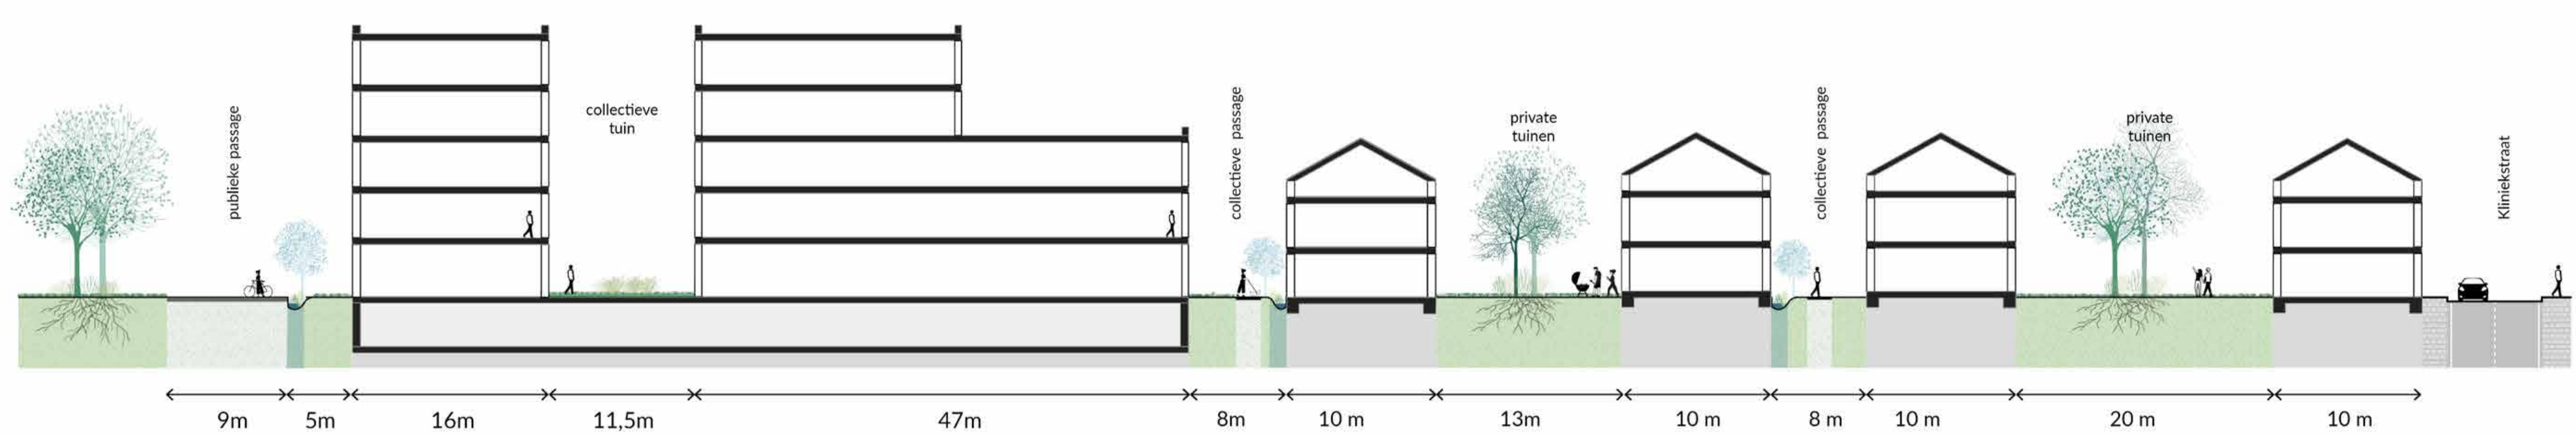 publieke passage
collectieve
tuin
collectieve passage
private
tuinen
collectieve passage
private
tuinen
Kliniekstraat
9m
5m
16m
11,5m
47m
8m
10 m
13m
10 m
8 m
10 m
20 m
10 m